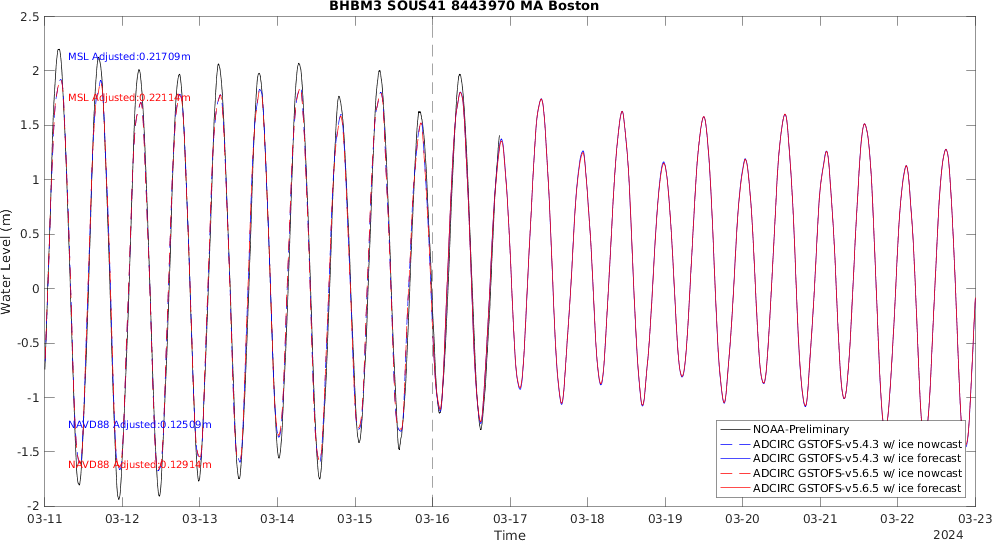 BHBM3 SOUS41 8443970 MA Boston
2.5
2
1.5
1
0.5
0
-0.5
-1
-1.5
-2
Water Level (m)
MSL Adjusted:0.21709m
MSL Adjusted:0.22114m
NAVD88 Adjusted:0.12509m
NAVD88 Adjusted:0.12914m
NOAA-Preliminary
ADCIRC GSTOFS-v5.4.3 w/ ice nowcast
ADCIRC GSTOFS-v5.4.3 w/ ice forecast
ADCIRC GSTOFS-v5.6.5 w/ ice nowcast
ADCIRC GSTOFS-v5.6.5 w/ ice forecast
03-11 03-12 03-13 03-14 03-15 03-16 03-17 03-18 03-19 03-20 03-21 03-22 03-23
Time
2024